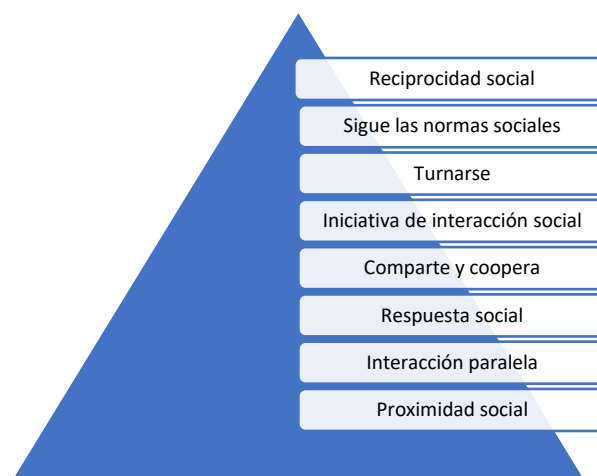 Reciprocidad social
Sigue las normas sociales
Turnarse
Iniciativa de interacción social
Comparte y coopera
Respuesta social
Interacción paralela
Proximidad social